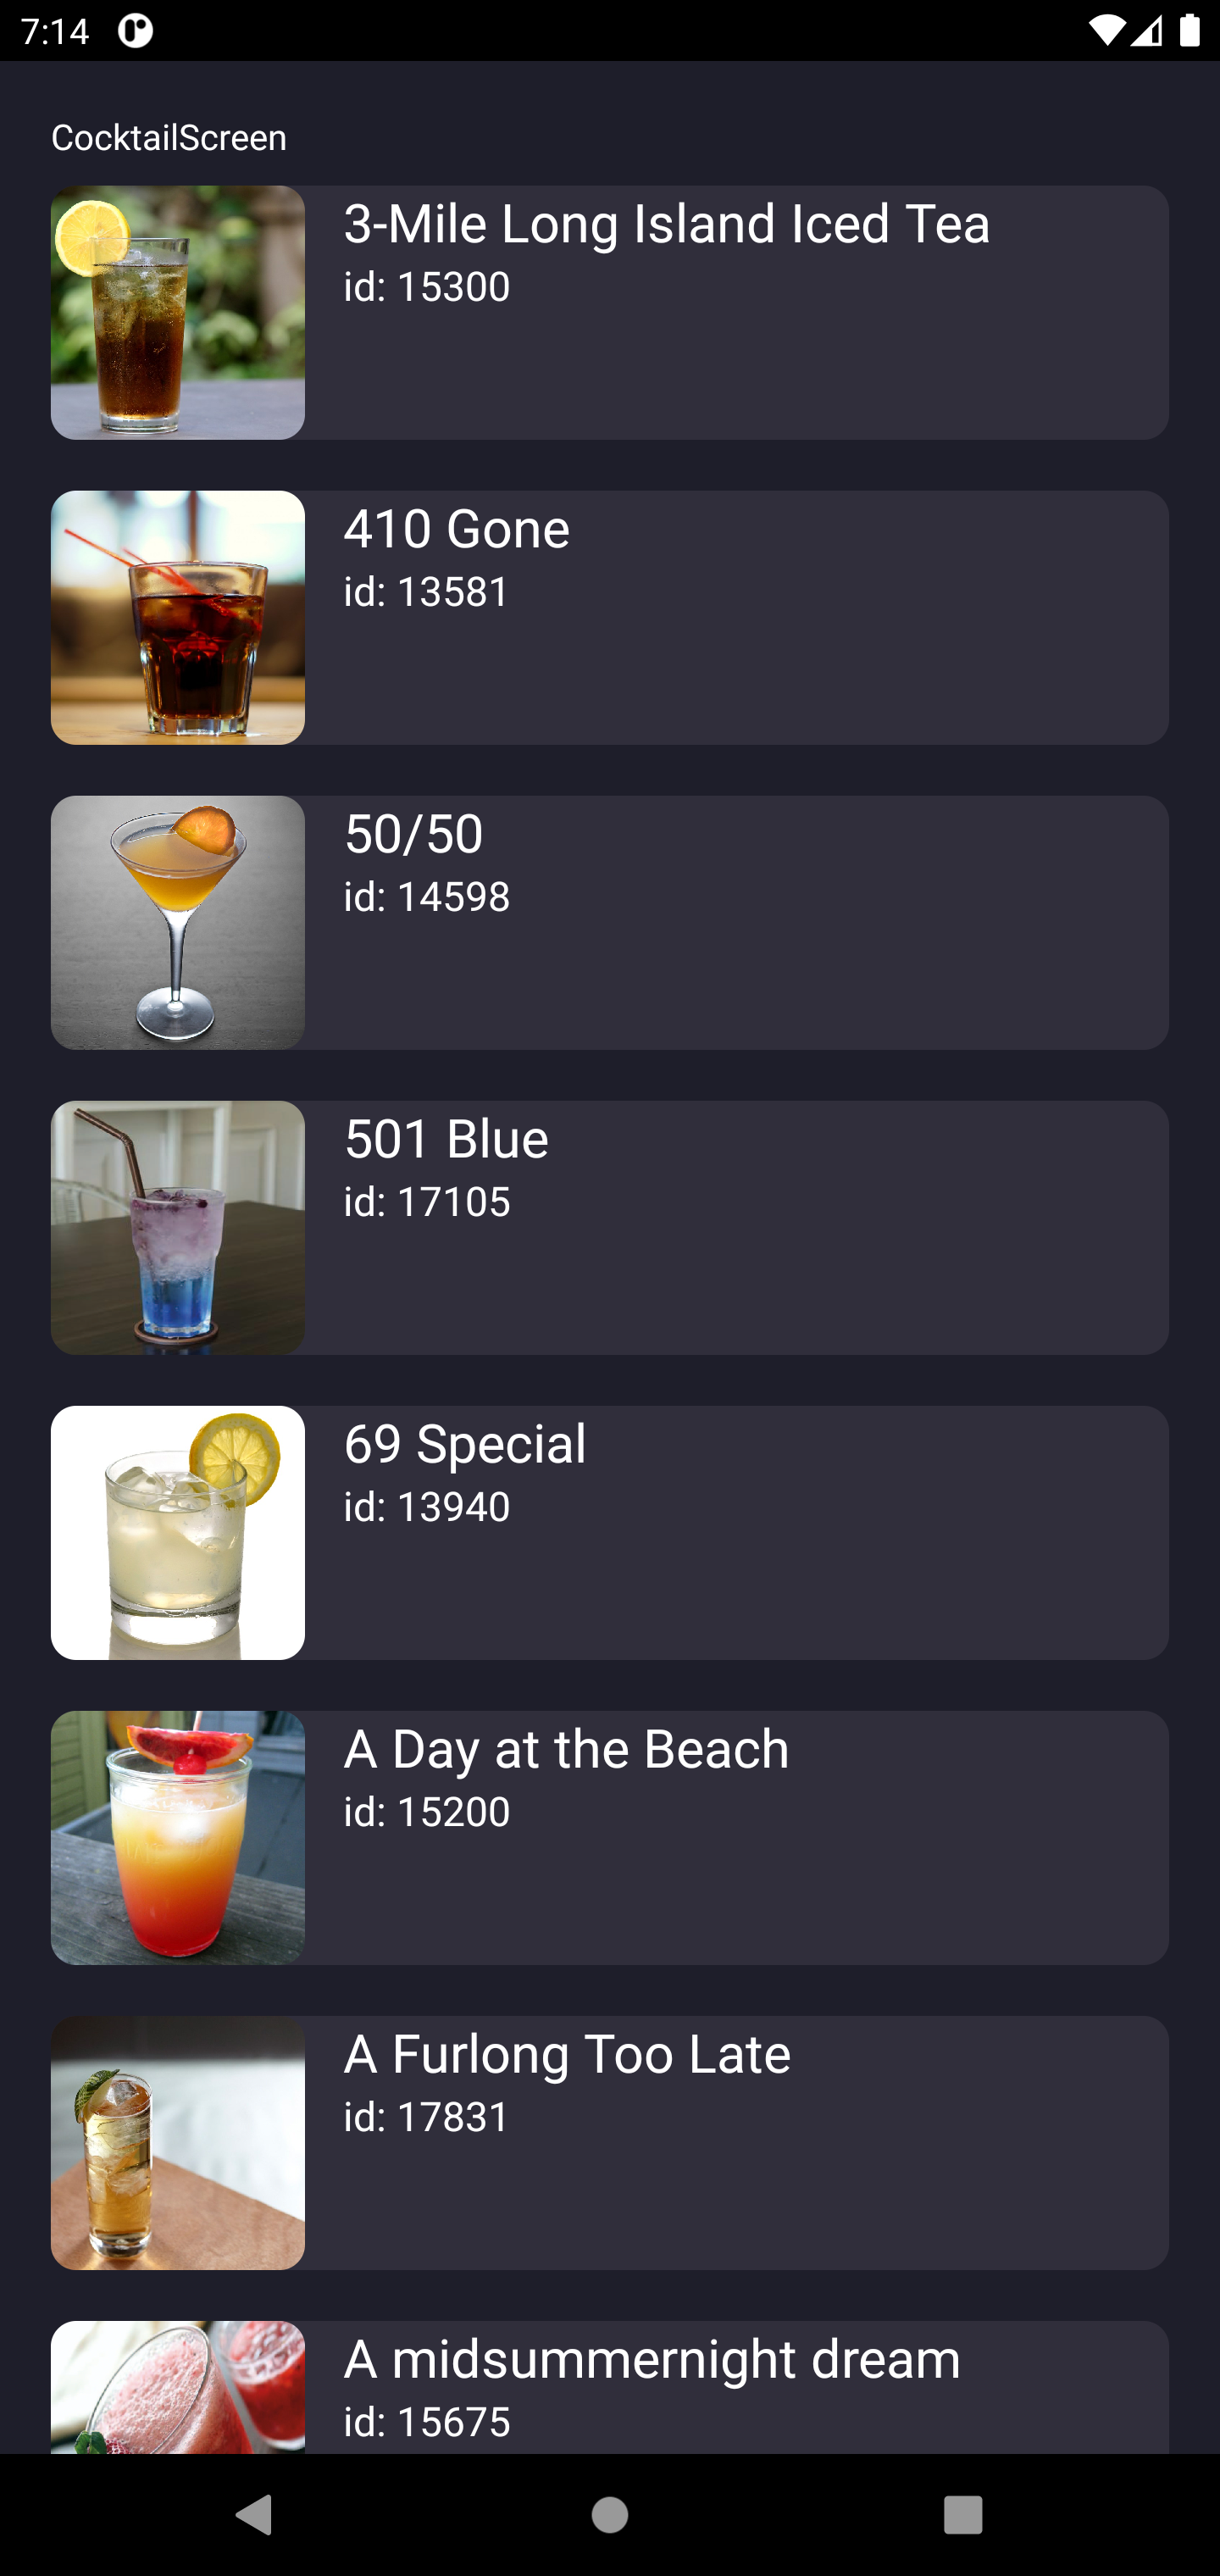 7:14
CocktailScreen
3-Mile Long Island Iced Tea
id: 15300
410 Gone
id: 13581
50/50
id: 14598
501 Blue
id: 17105
69 Special
id: 13940
A Day at the Beach
id: 15200
A Furlong Too Late
id: 17831
A midsummernight dream
id: 15675